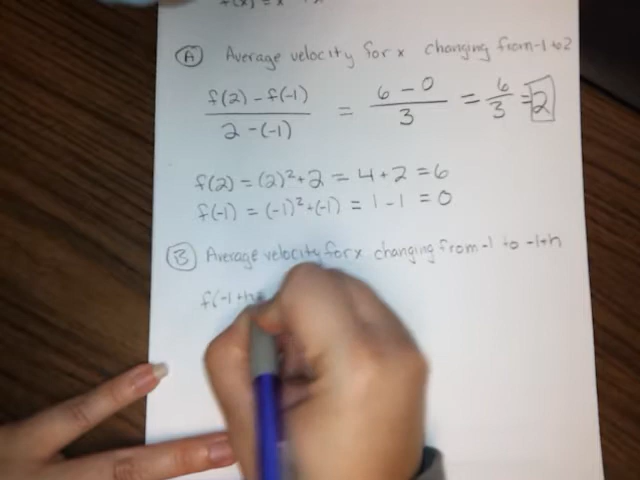 f(x) = x
Ⓐ Average velocity for x changing from -1 to 2
f(2) - f(-1) / 2 - (-1) = 6 - 0 / 3 = 6/3 = 2
f(2) = (2)² + 2 = 4 + 2 = 6
f(-1) = (-1)² + (-1) = 1 - 1 = 0
Ⓑ Average velocity for x changing from -1 to -1+h
f(-1+h